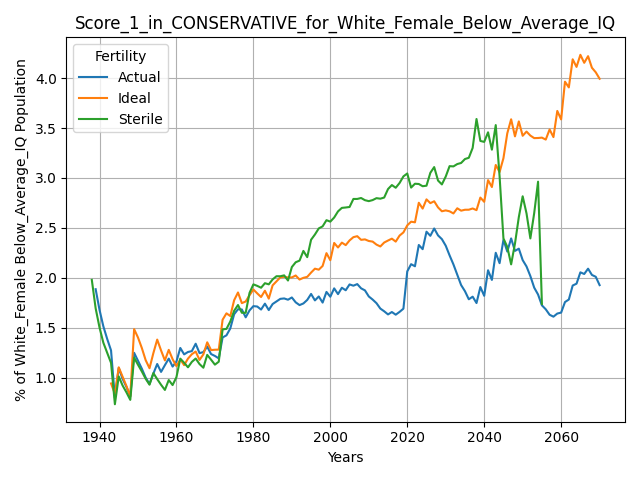 Score_1_in_CONSERVATIVE_for_White_Female_Below_Average_IQ
Fertility
Actual
Ideal
Sterile
% of White_Female Below_Average_IQ Population
4.0
3.5
3.0
2.5
2.0
1.5
1.0
1940 1960 1980 2000 2020 2040 2060
Years